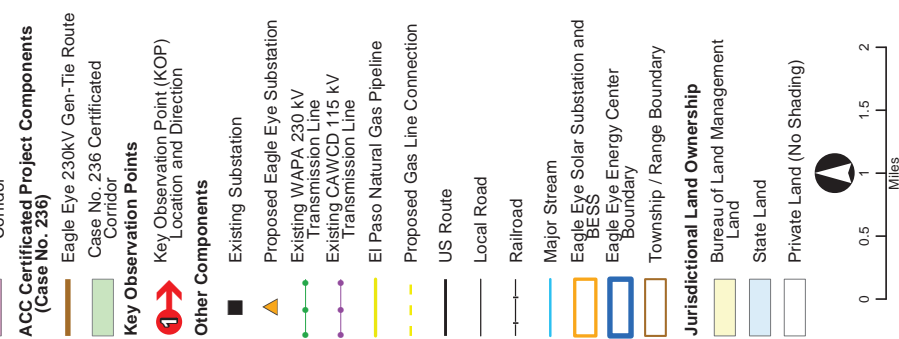 Corridor
ACC Certificated Project Components
(Case No. 236)
Eagle Eye 230kV Gen-Tie Route
Case No. 236 Certificated
Corridor
Key Observation Points
1
Key Observation Point (KOP)
Location and Direction
Other Components
Existing Substation
Proposed Eagle Eye Substation
Existing WAPA 230 kV
Transmission Line
Existing CAWCD 115 kV
Transmission Line
El Paso Natural Gas Pipeline
Proposed Gas Line Connection
US Route
Local Road
Railroad
Major Stream
Eagle Eye Solar Substation and
BESS
Eagle Eye Energy Center
Boundary
Township / Range Boundary
Jurisdictional Land Ownership
Bureau of Land Management
Land
State Land
Private Land (No Shading)
0 0.5 1 1.5 2
Miles